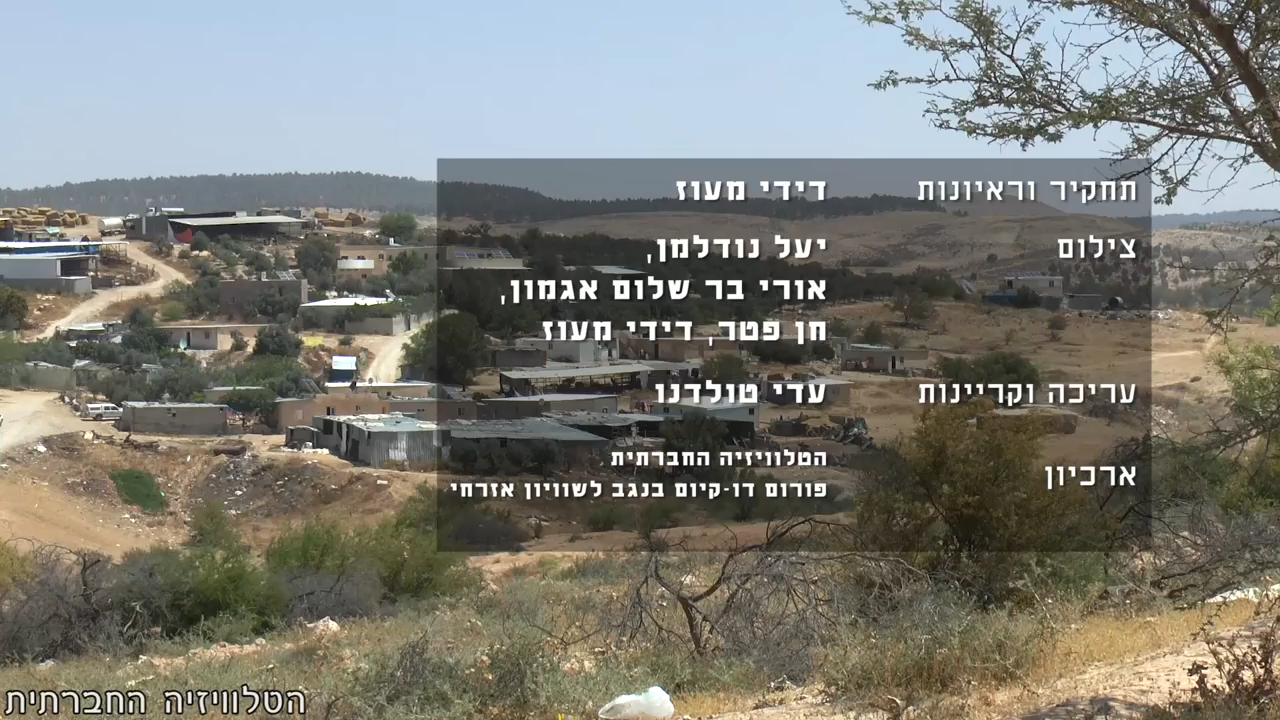 תחקיר וראיונות דידי מעוז
צילום יעל נודלמן,
אורי בר שלום אגמון,
חן פטר, דידי מעוז
עריכה וקריינות עדי טולדנו
ארכיון הטלוויזיה החברתית
פורום דו-קיום בנגב לשוויון אזרחי
הטלוויזיה החברתית